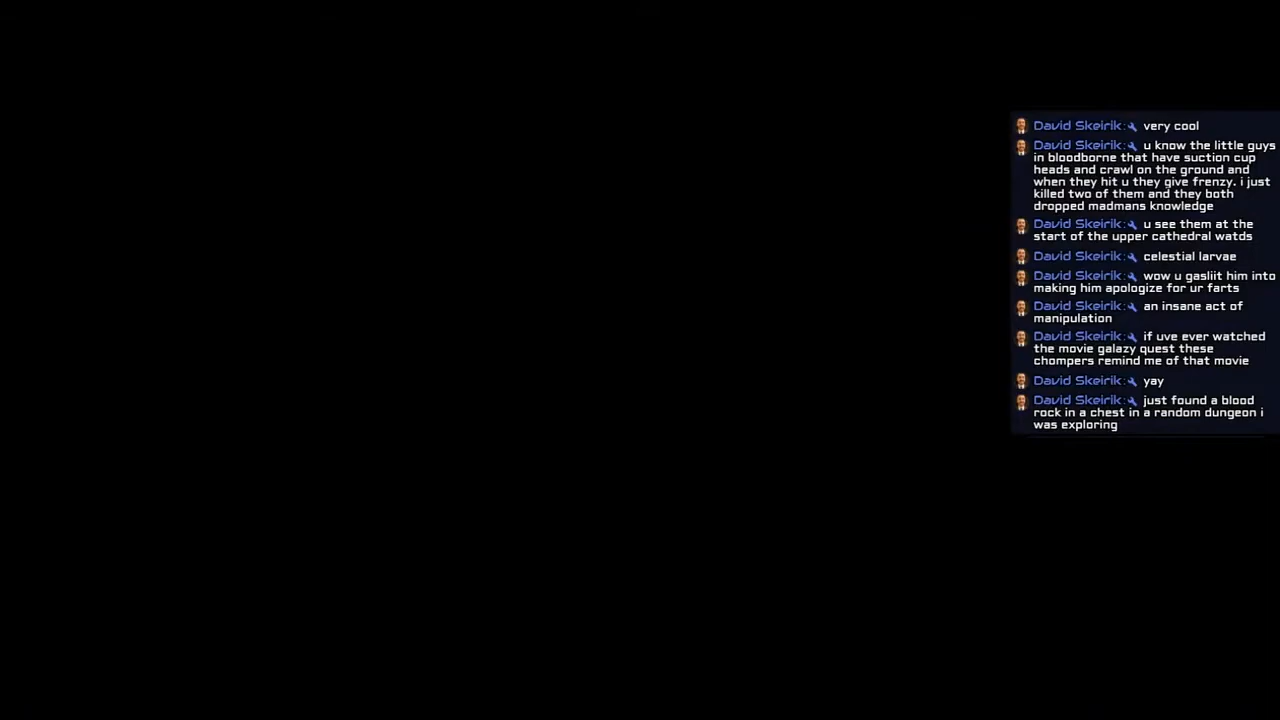 David Skeirik: very cool
David Skeirik: u know the little guys
in bloodborne that have suction cup
heads and crawl on the ground and
when they hit u they give frenzy. i just
killed two of them and they both
dropped madmans knowledge
David Skeirik: u see them at the
start of the upper cathedral watds
David Skeirik: celestial larvae
David Skeirik: wow u gasliit him into
making him apologize for ur farts
David Skeirik: an insane act of
manipulation
David Skeirik: if uve ever watched
the movie galazy quest these
chompers remind me of that movie
David Skeirik: yay
David Skeirik: just found a blood
rock in a chest in a random dungeon i
was exploring